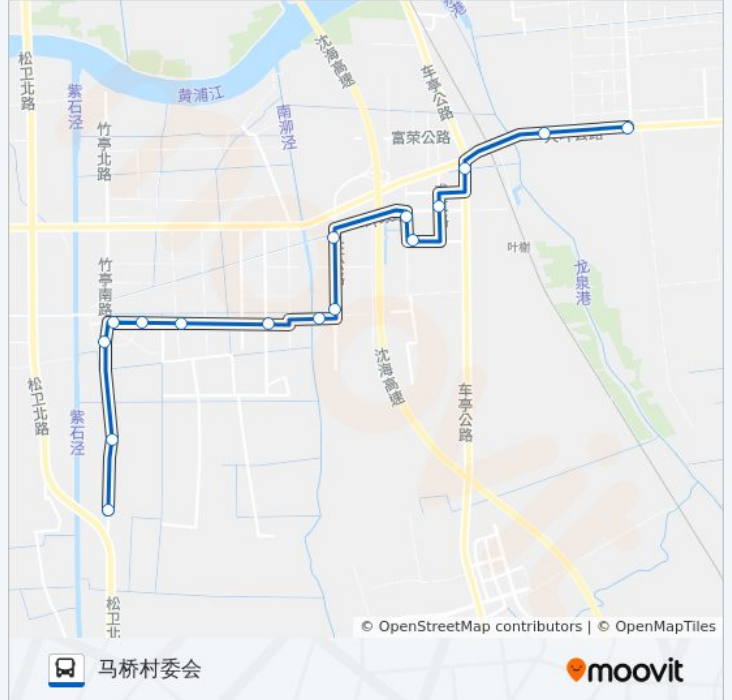 松卫北路
紫石泾
竹亭北路
黄浦江
南泖泾
沈海高速
车亭公路
富荣公路
叶榭
龙泉港
竹亭南路
松卫北路
紫石泾
沈海高速
车亭公路
松卫北
© OpenStreetMap contributors | © OpenMapTiles
马桥村委会
moovit